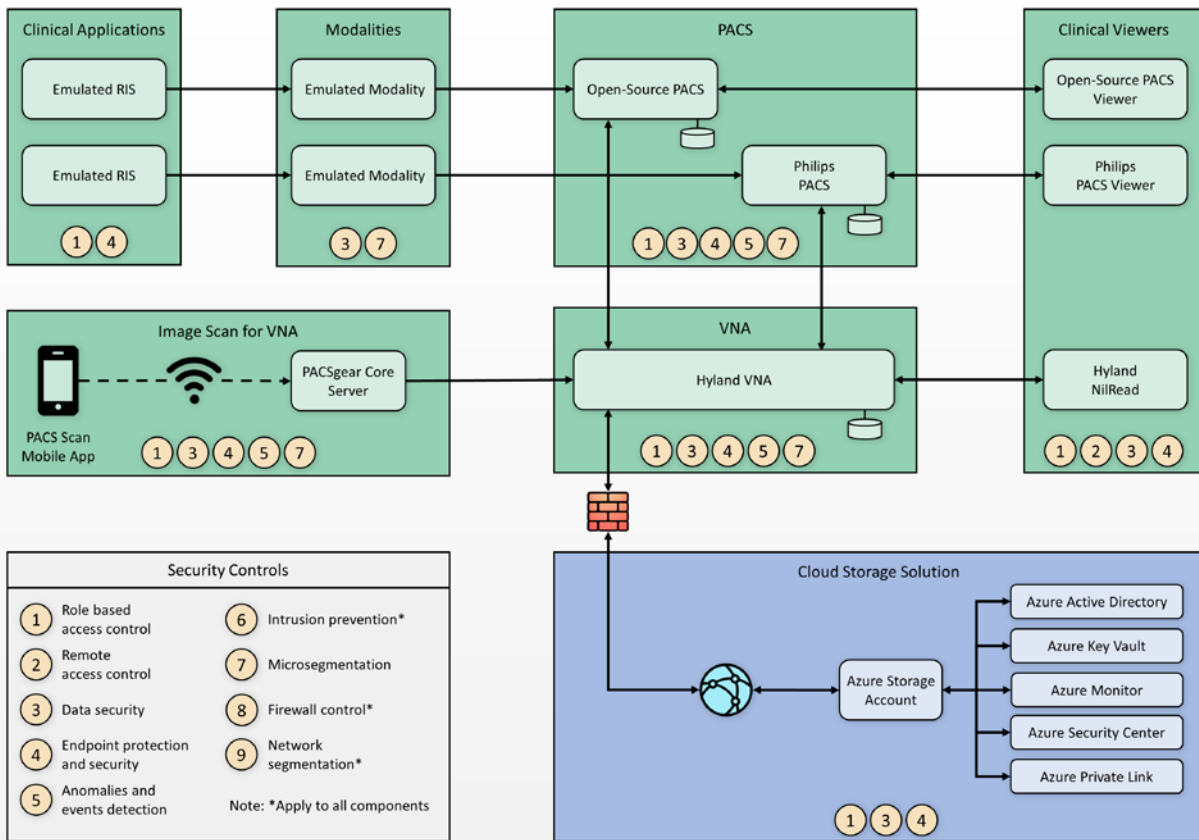 Clinical Applications
Emulated RIS
Emulated RIS
1 4
Modalities
Emulated Modality
Emulated Modality
3 7
PACS
Open-Source PACS
Philips
PACS
1 3 4 5 7
Clinical Viewers
Open-Source PACS
Viewer
Philips
PACS Viewer
Hyland
NilRead
1 2 3 4
Image Scan for VNA
PACS Scan
Mobile App
PACSgear Core
Server
1 3 4 5 7
VNA
Hyland VNA
1 3 4 5 7
Security Controls
1 Role based
access control
2 Remote
access control
3 Data security
4 Endpoint protection
and security
5 Anomalies and
events detection
6 Intrusion prevention*
7 Microsegmentation
8 Firewall control*
9 Network
segmentation*
Note: *Apply to all components
Cloud Storage Solution
Azure Storage
Account
Azure Active Directory
Azure Key Vault
Azure Monitor
Azure Security Center
Azure Private Link
1 3 4